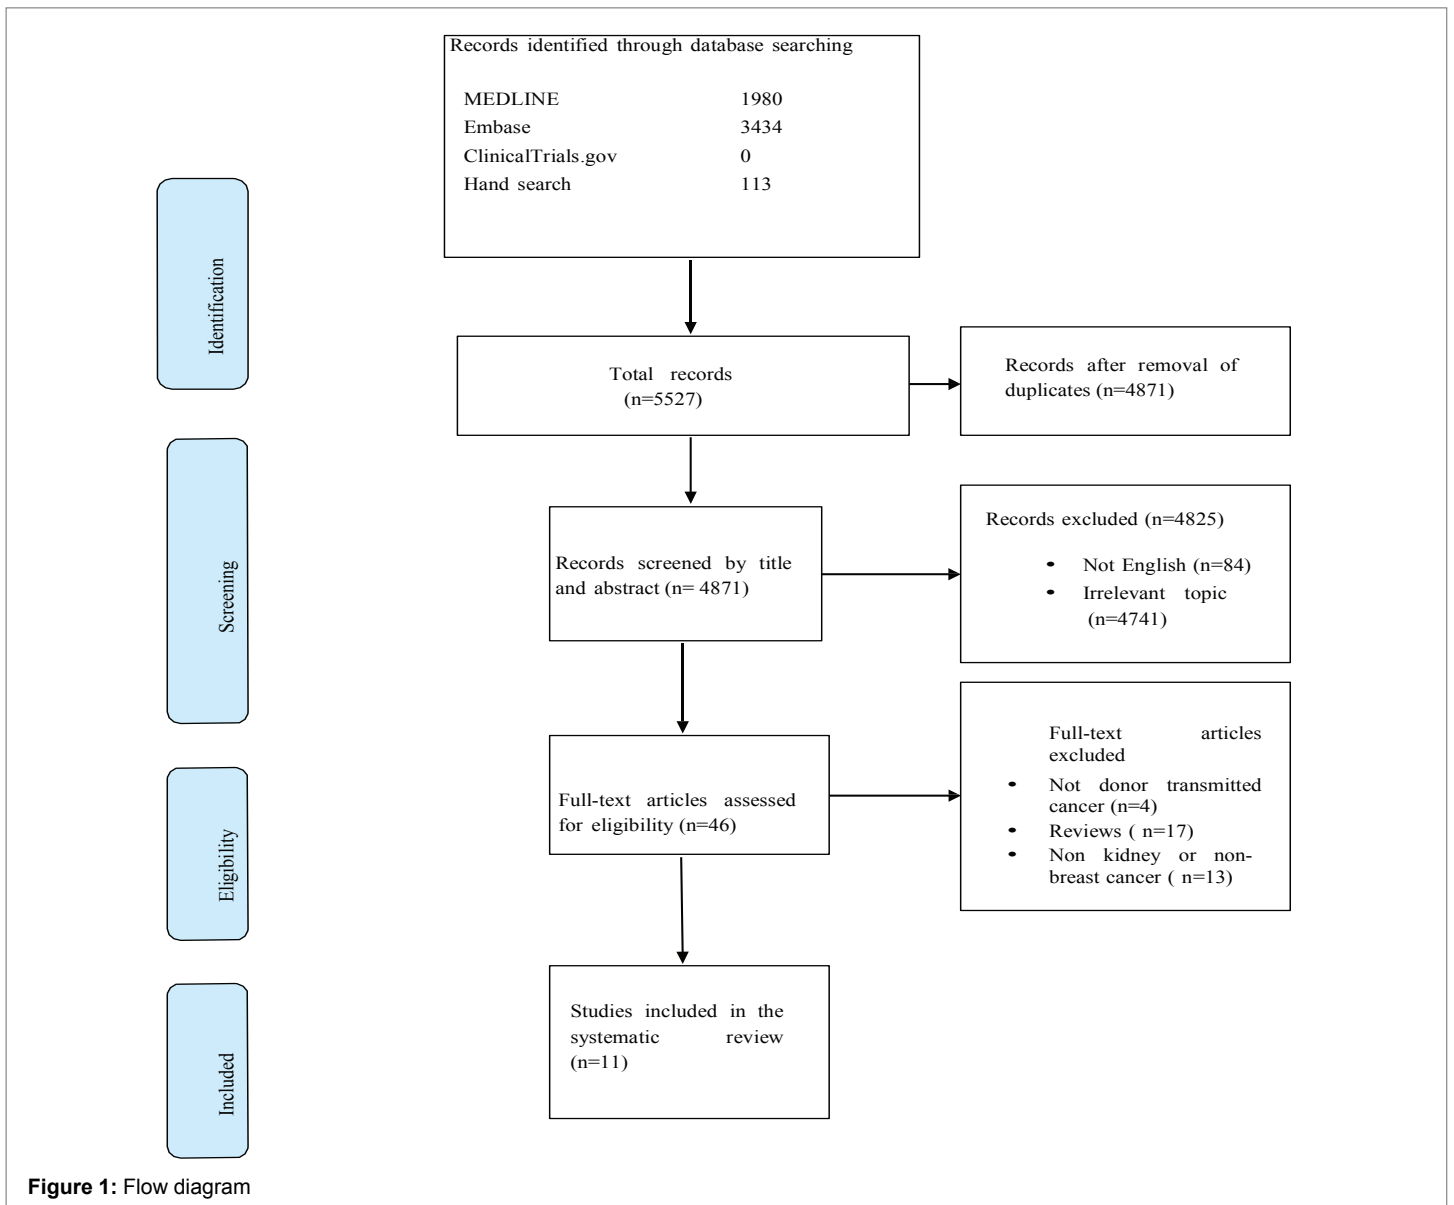 Records identified through database searching
MEDLINE 1980
Embase 3434
ClinicalTrials.gov 0
Hand search 113
Identification
Total records
(n=5527)
Records after removal of
duplicates (n=4871)
Screening
Records screened by title
and abstract (n= 4871)
Records excluded (n=4825)
• Not English (n=84)
• Irrelevant topic
(n=4741)
Eligibility
Full-text articles assessed
for eligibility (n=46)
Full-text articles
excluded
• Not donor transmitted
cancer (n=4)
• Reviews ( n=17)
• Non kidney or non-
breast cancer ( n=13)
Included
Studies included in the
systematic review
(n=11)
Figure 1: Flow diagram